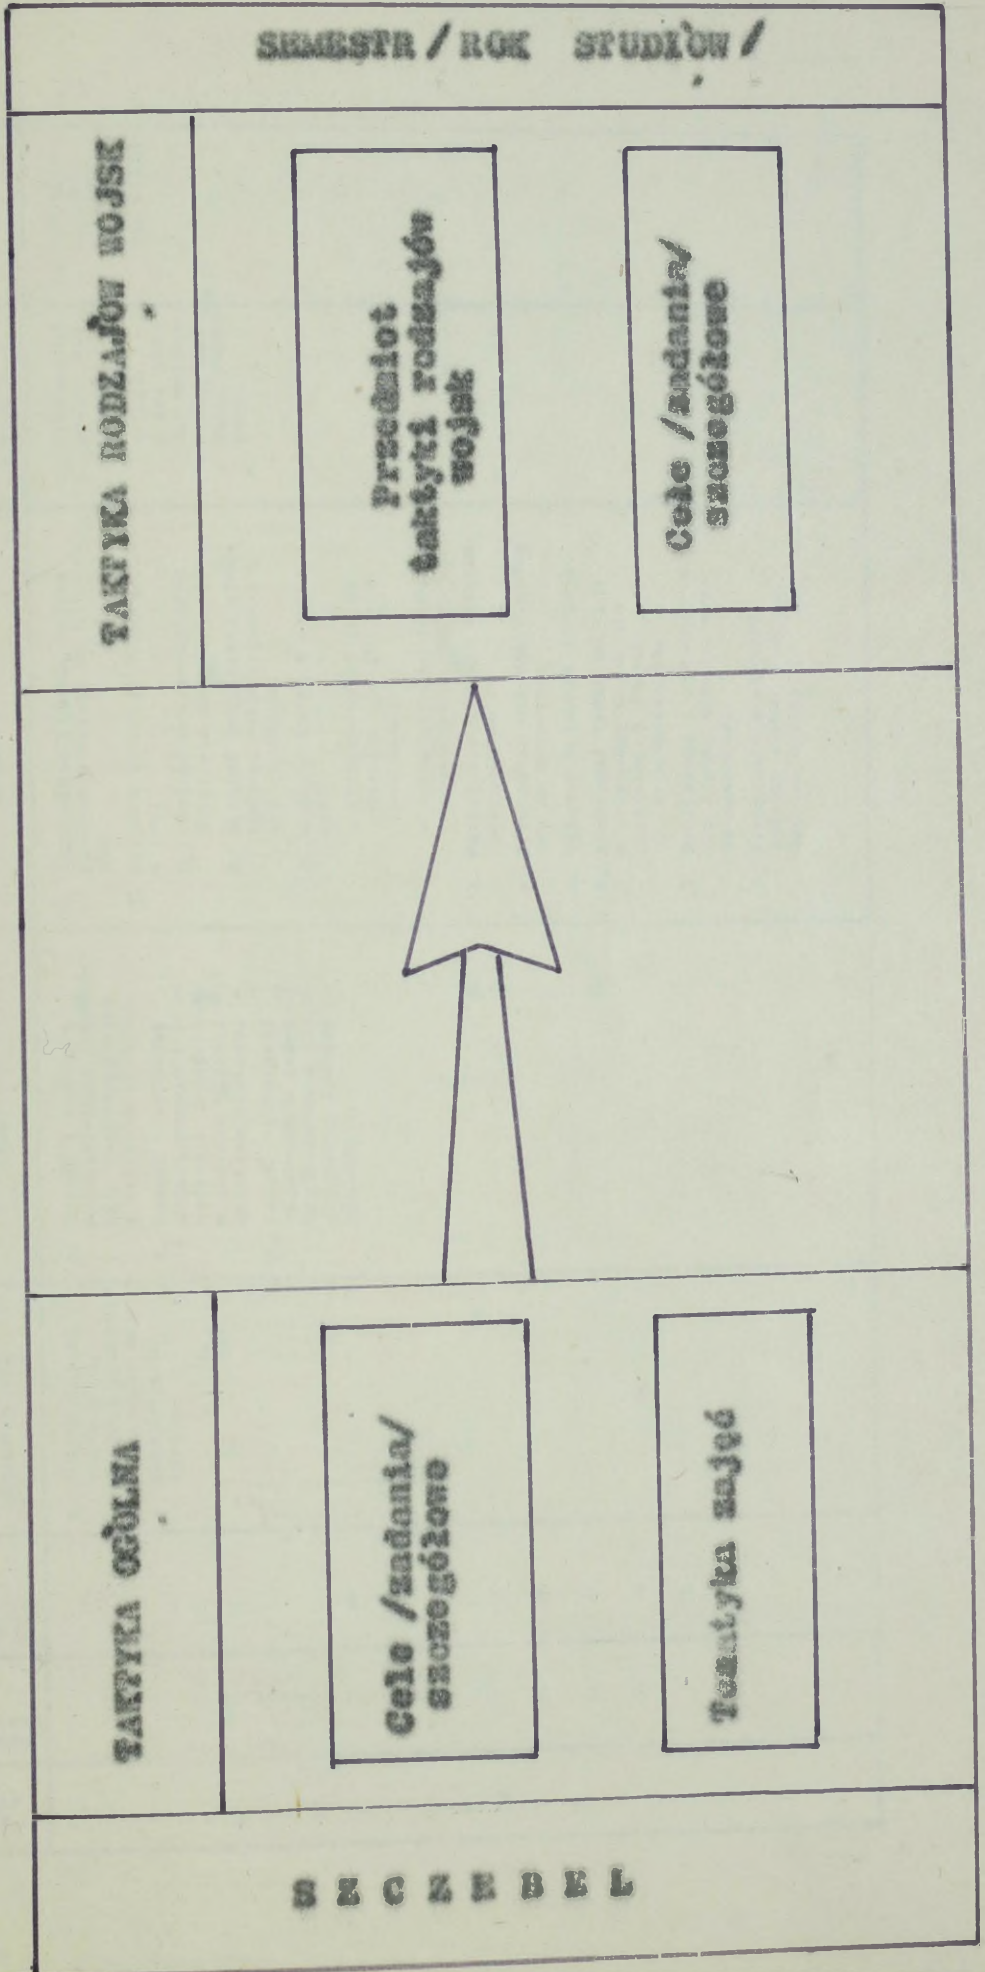 SEMESTR / ROK STUDIÓW /
TAKTYKA RODZAJÓW WOJSK
Przedmiot
taktyki rodzajów
wojsk
Cele /zadania/
szczegółowe
TAKTYKA OGÓLNA
Cele /zadania/
szczegółowe
Tematyka zajęć
S Z C Z E B E L